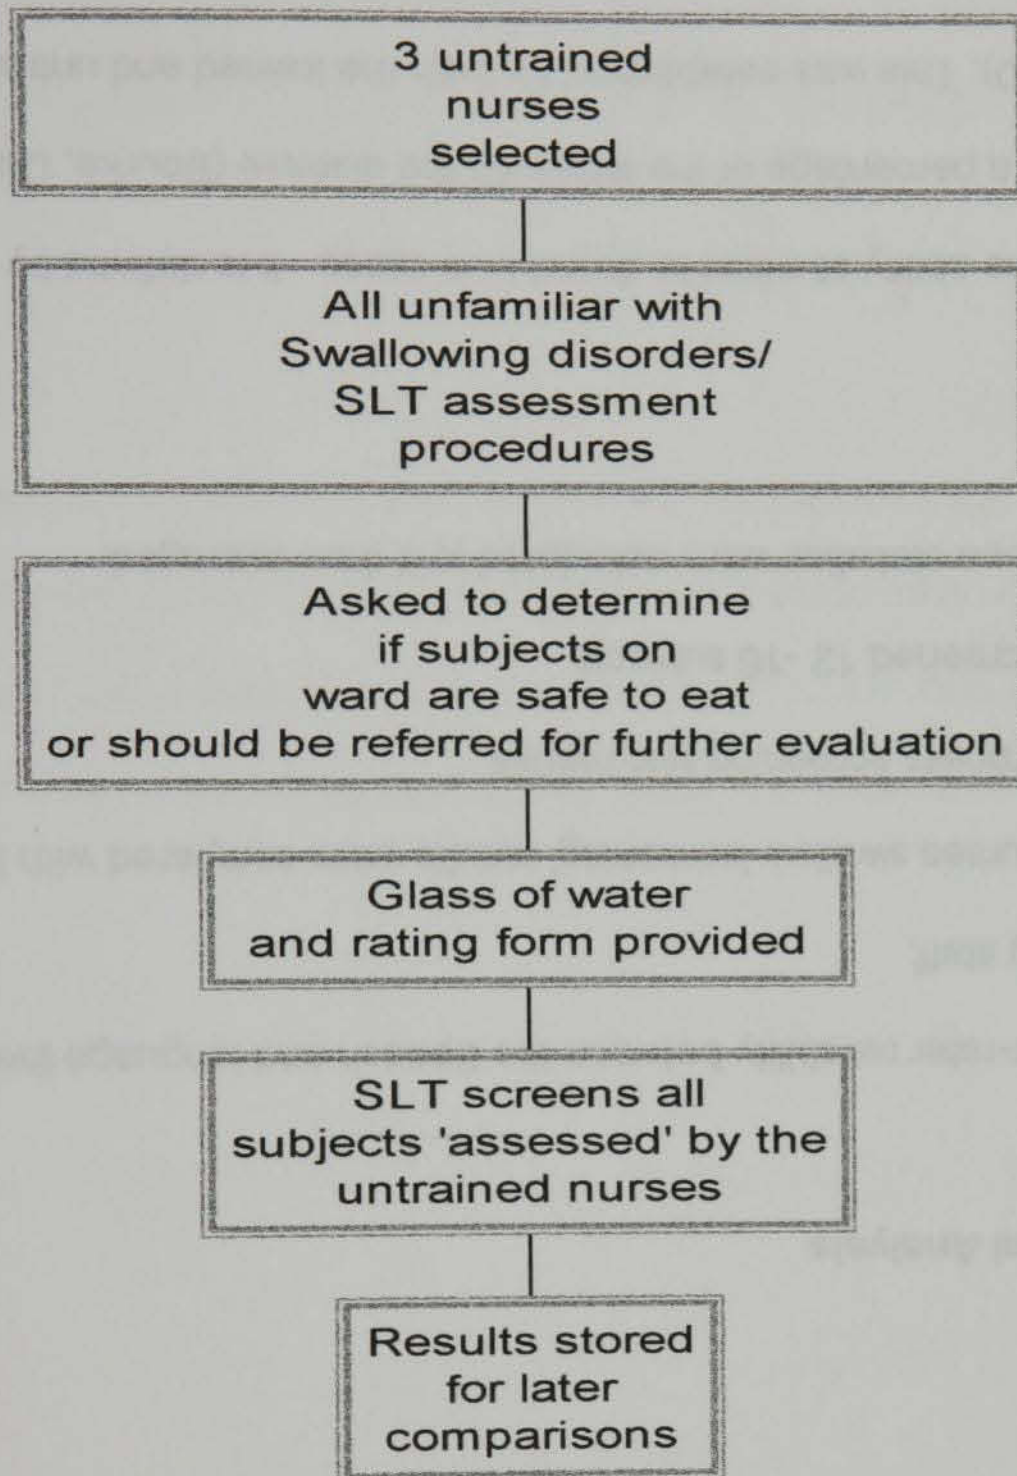 3 untrained
nurses
selected
All unfamiliar with
Swallowing disorders/
SLT assessment
procedures
Asked to determine
if subjects on
ward are safe to eat
or should be referred for further evaluation
Glass of water
and rating form provided
SLT screens all
subjects 'assessed' by the
untrained nurses
Results stored
for later
comparisons